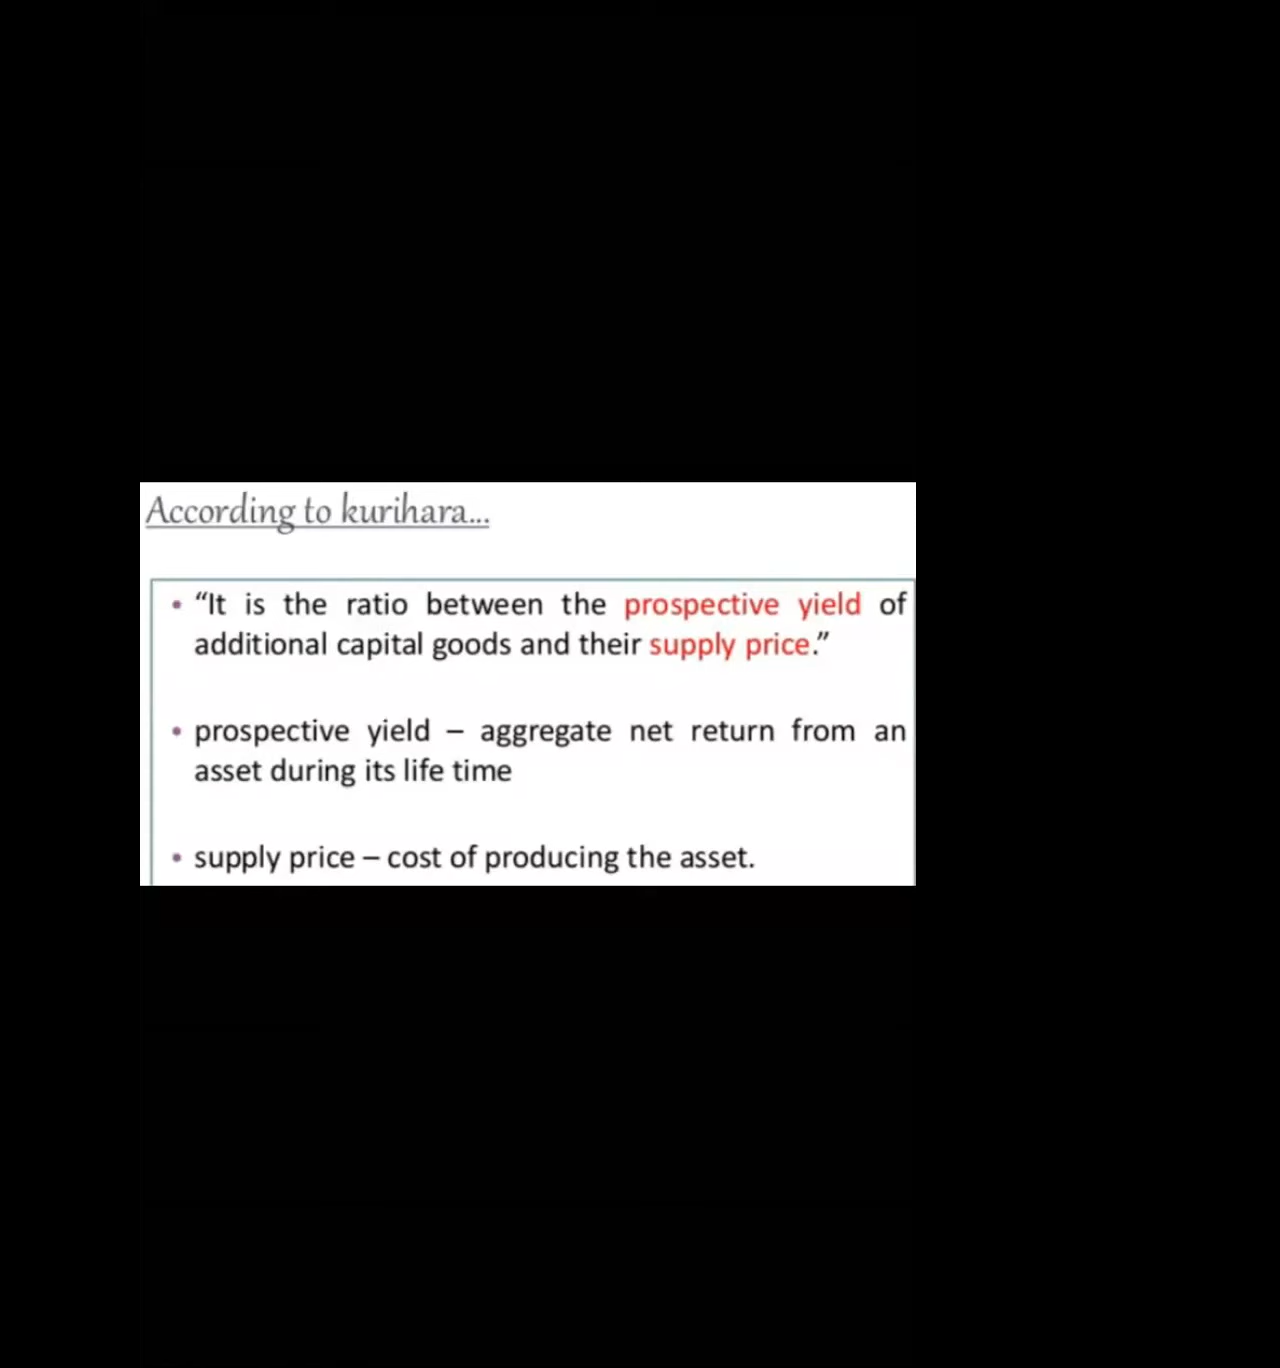 According to kurihara...
• “It is the ratio between the prospective yield of
additional capital goods and their supply price.”
• prospective yield – aggregate net return from an
asset during its life time
• supply price – cost of producing the asset.